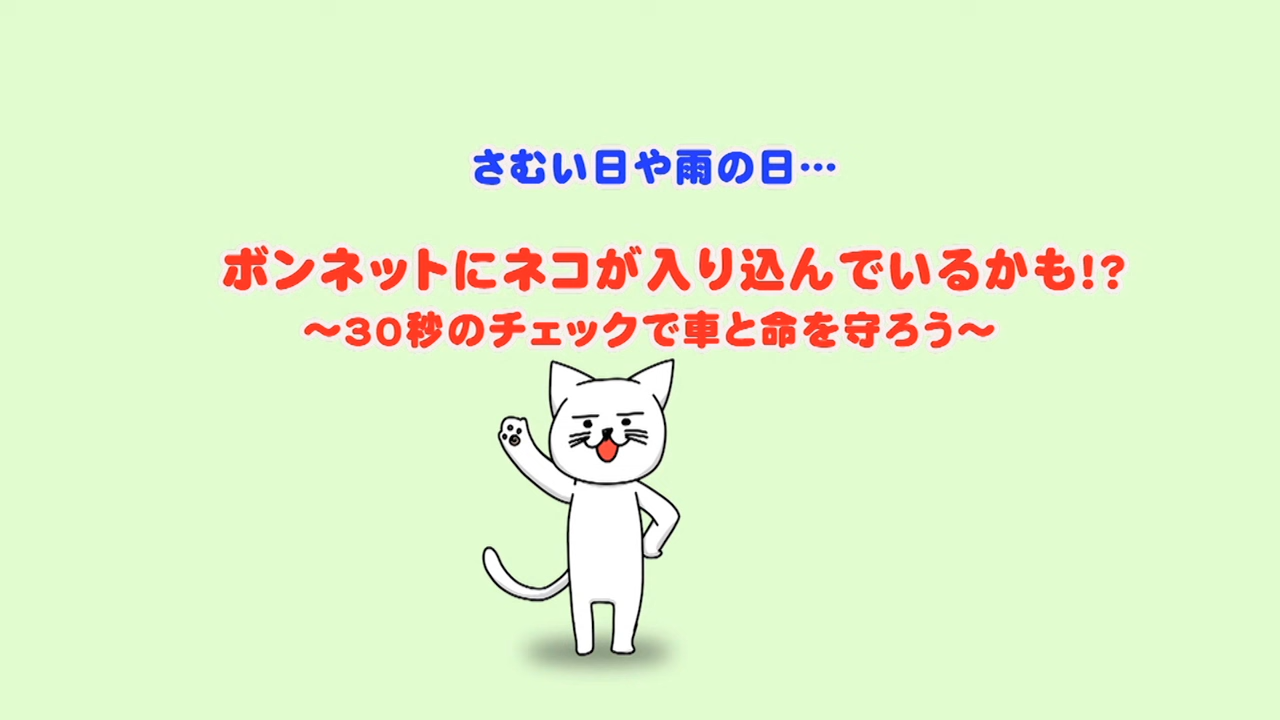 さむい日や雨の日…
ボンネットにネコが入り込んでいるかも!?
～30秒のチェックで車と命を守ろう～